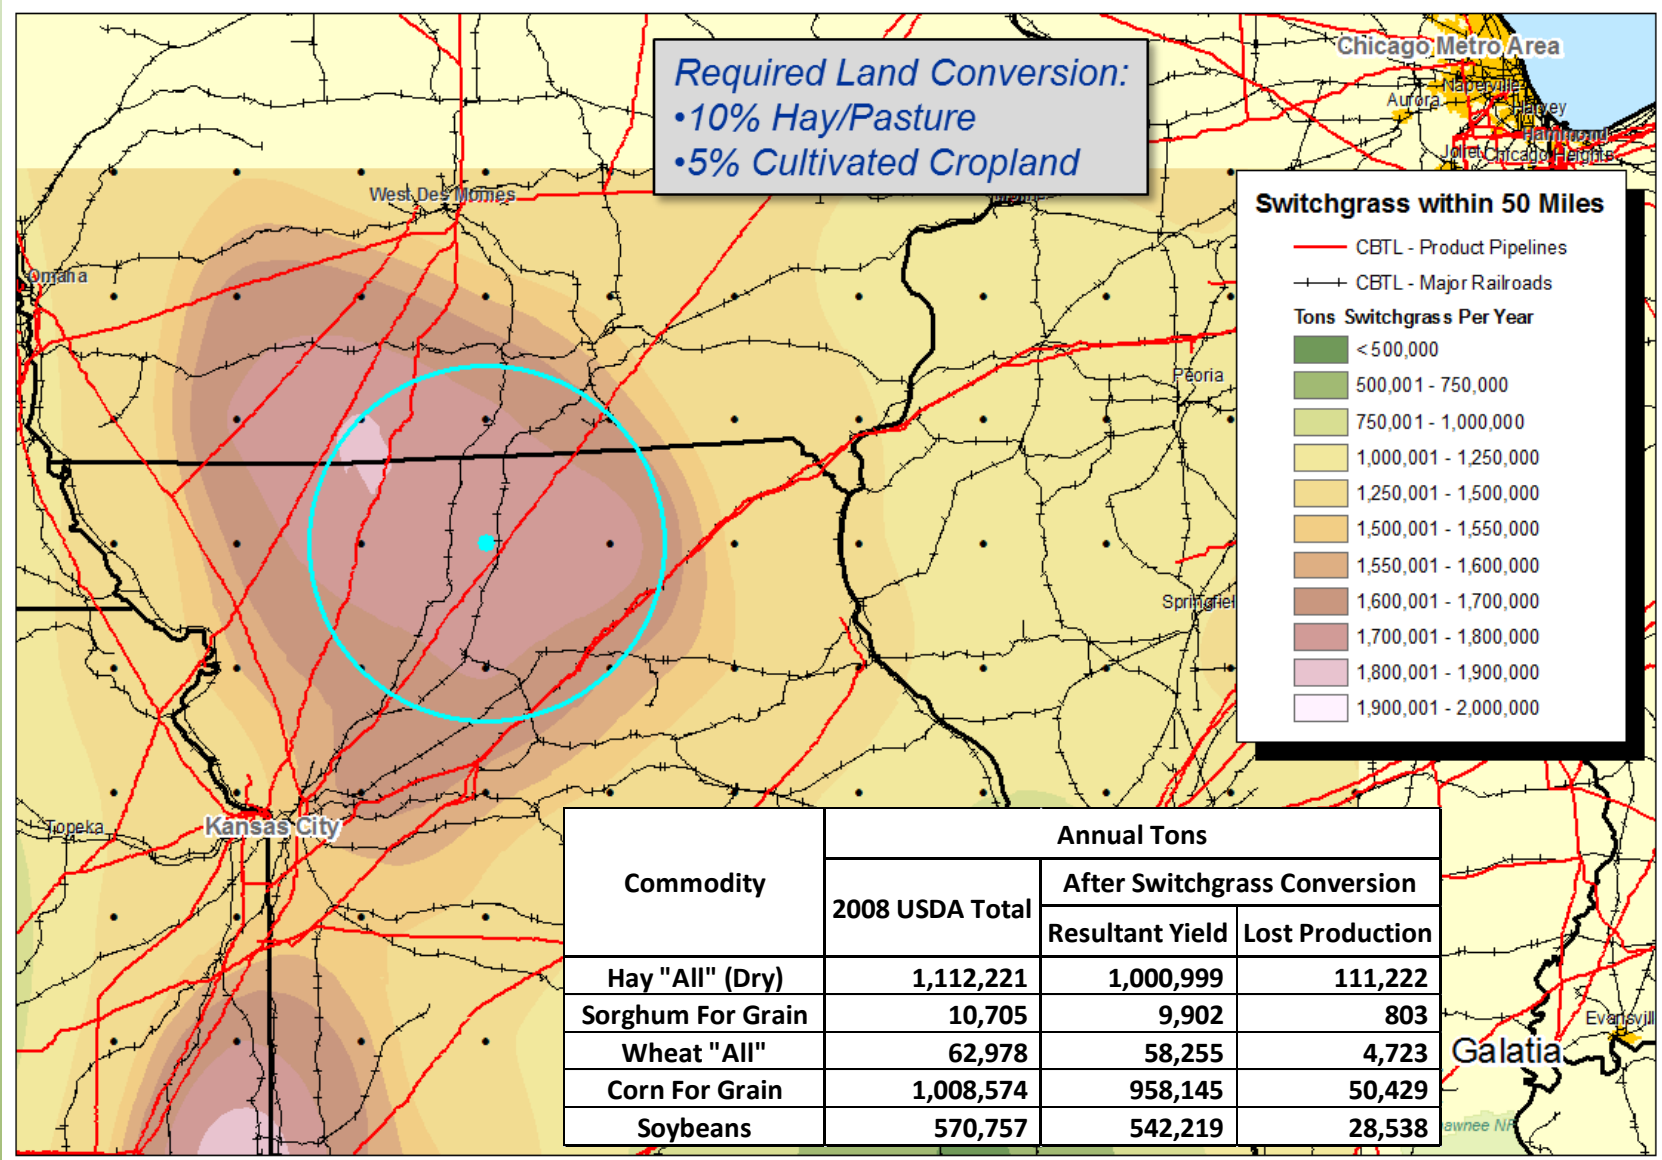 Required Land Conversion:
•10% Hay/Pasture
•5% Cultivated Cropland
Chicago Metro Area
Naperville
Aurora
Harvey
Hammond
Joliet
Chicago Heights
West Des Moines
Omaha
Peoria
Topeka
Kansas City
Galatia
Switchgrass within 50 Miles
CBTL - Product Pipelines
CBTL - Major Railroads
Tons Switchgrass Per Year
< 500,000
500,001 - 750,000
750,001 - 1,000,000
1,000,001 - 1,250,000
1,250,001 - 1,500,000
1,500,001 - 1,550,000
1,550,001 - 1,600,000
1,600,001 - 1,700,000
1,700,001 - 1,800,000
1,800,001 - 1,900,000
1,900,001 - 2,000,000
Springfiel
Evansvill
awnee NF
Commodity
Annual Tons
2008 USDA Total
After Switchgrass Conversion
Resultant Yield Lost Production
Hay "All" (Dry) 1,112,221 1,000,999 111,222
Sorghum For Grain 10,705 9,902 803
Wheat "All" 62,978 58,255 4,723
Corn For Grain 1,008,574 958,145 50,429
Soybeans 570,757 542,219 28,538